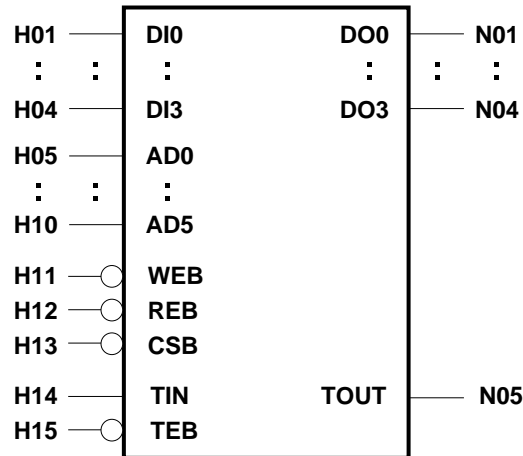 H01 DI0 DO0 N01
: : : : : :
H04 DI3 DO3 N04
H05 AD0
: : :
H10 AD5
H11 WEB
H12 REB
H13 CSB
H14 TIN TOUT N05
H15 TEB